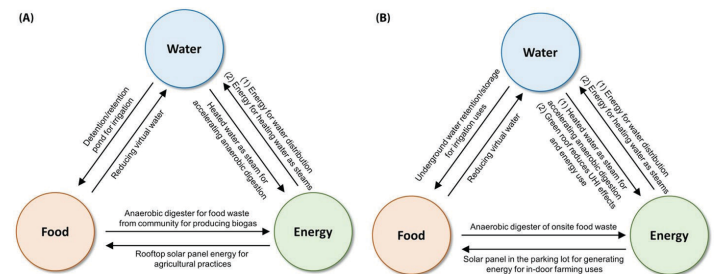 (A)
Water
Detention/retention
pond for irrigation
Reducing virtual water
(1) Energy for water distribution
(2) Energy for heating water as steams
Heated water as steam for
accelerating anaerobic digestion
Food
Anaerobic digester for food waste
from community for producing biogas
Rooftop solar panel energy for
agricultural practices
Energy
(B)
Water
Underground water retention/storage
for irrigation uses
Reducing virtual water
(1) Energy for water distribution
(2) Energy for heating water as steams
(1) Heated water as steam for
accelerating anaerobic digestion
(2) Green roof reduces UHI effects
and energy use
Food
Anaerobic digester of onsite food waste
Solar panel in the parking lot for generating
energy for in-door farming uses
Energy